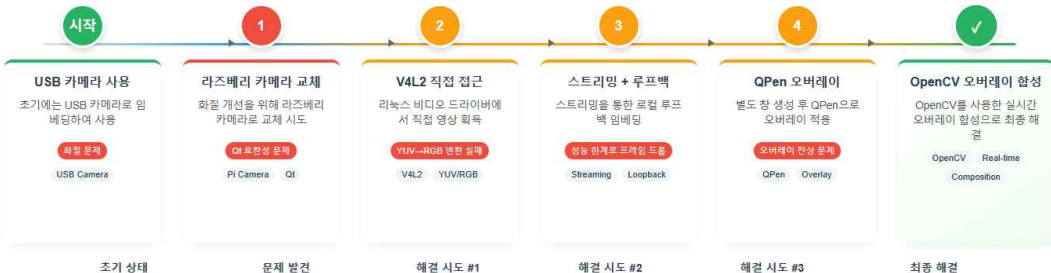 시작
1
2
3
4
✓
USB 카메라 사용
초기에는 USB 카메라로 임
베딩하여 사용
화질 문제
USB Camera
라즈베리 카메라 교체
화질 개선을 위해 라즈베리
카메라로 교체 시도
Qt 호환성 문제
Pi Camera Qt
V4L2 직접 접근
리눅스 비디오 드라이버에
서 직접 영상 획득
YUV→RGB 변환 실패
V4L2 YUV/RGB
스트리밍 + 루프백
스트리밍을 통한 로컬 루프
백 임베딩
성능 한계로 프레임 드롭
Streaming Loopback
QPen 오버레이
별도 창 생성 후 QPen으로
오버레이 적용
오버레이 잔상 문제
QPen Overlay
OpenCV 오버레이 합성
OpenCV를 사용한 실시간
오버레이 합성으로 최종 해
결
OpenCV Real-time
Composition
초기 상태
문제 발견
해결 시도 #1
해결 시도 #2
해결 시도 #3
최종 해결